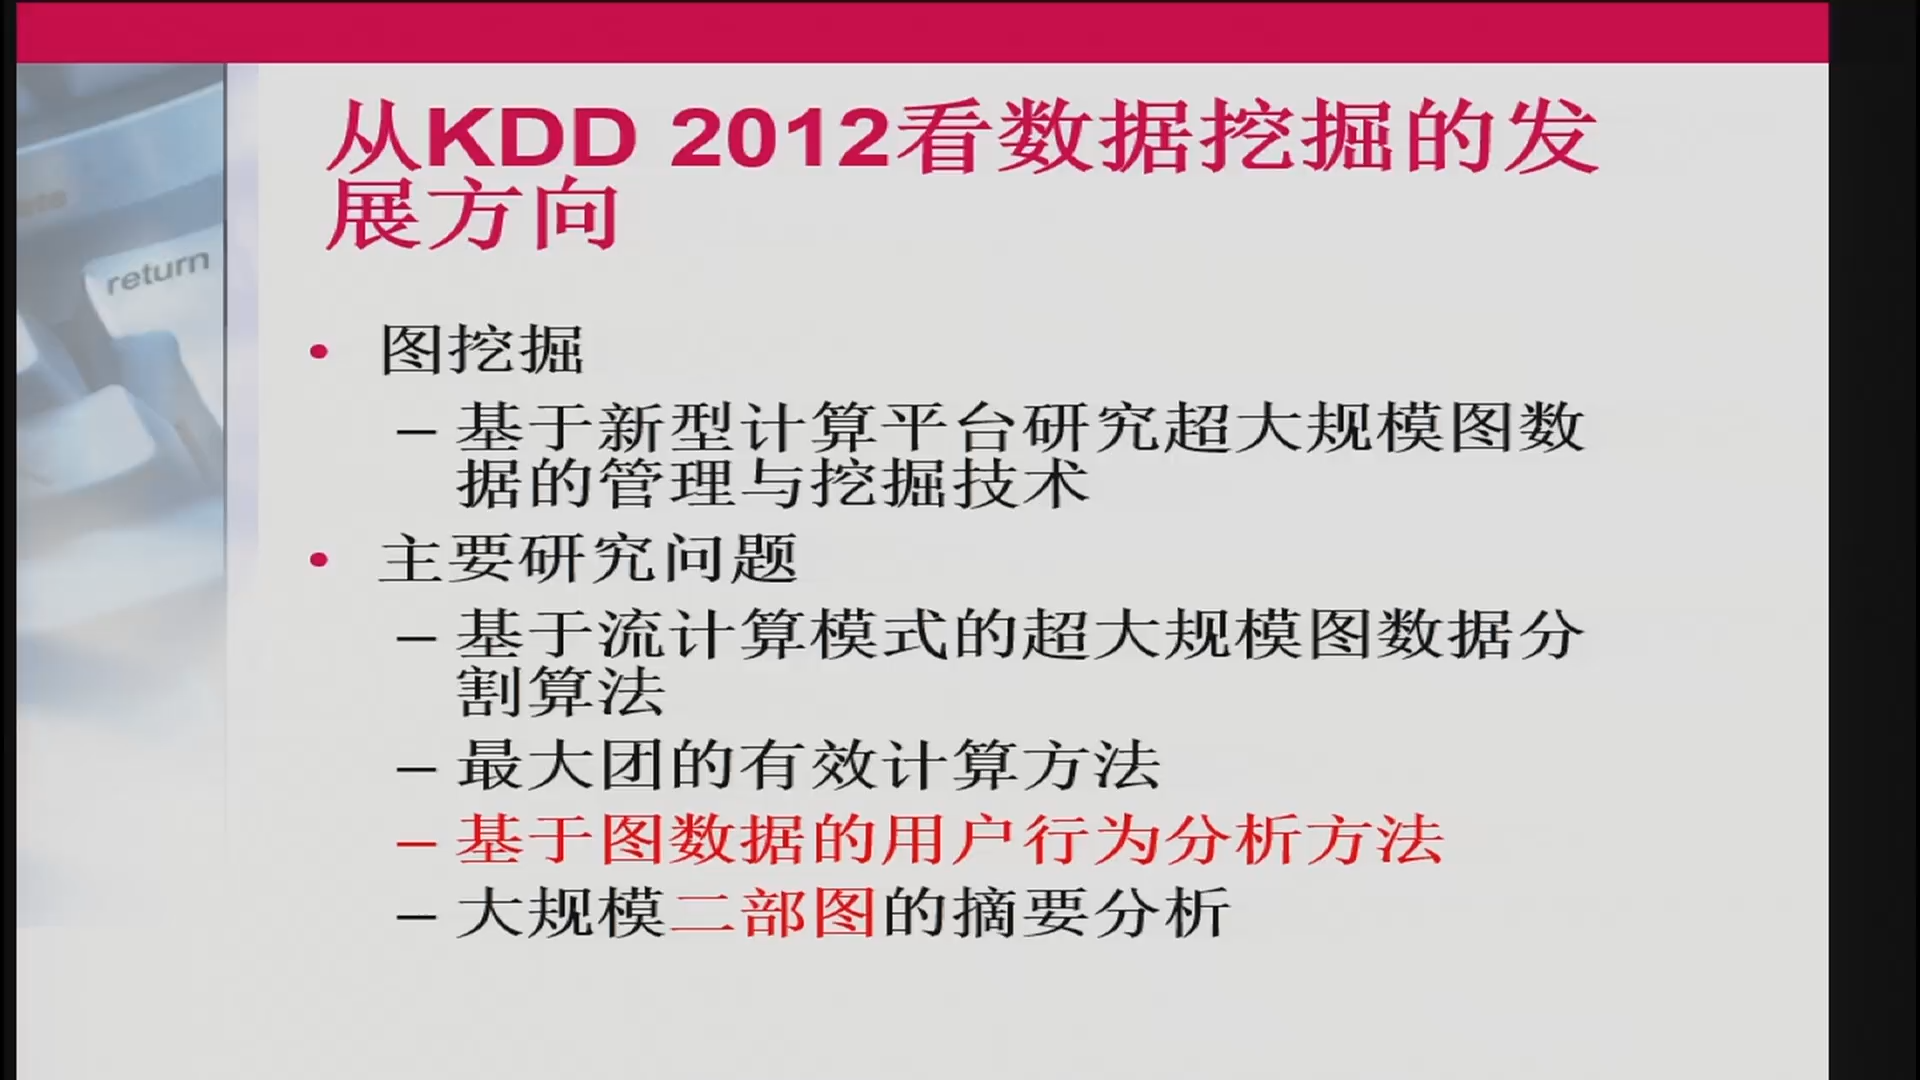 从KDD 2012看数据挖掘的发
展方向
return
• 图挖掘
– 基于新型计算平台研究超大规模图数
据的管理与挖掘技术
• 主要研究问题
– 基于流计算模式的超大规模图数据分
割算法
– 最大团的有效计算方法
– 基于图数据的用户行为分析方法
– 大规模二部图的摘要分析